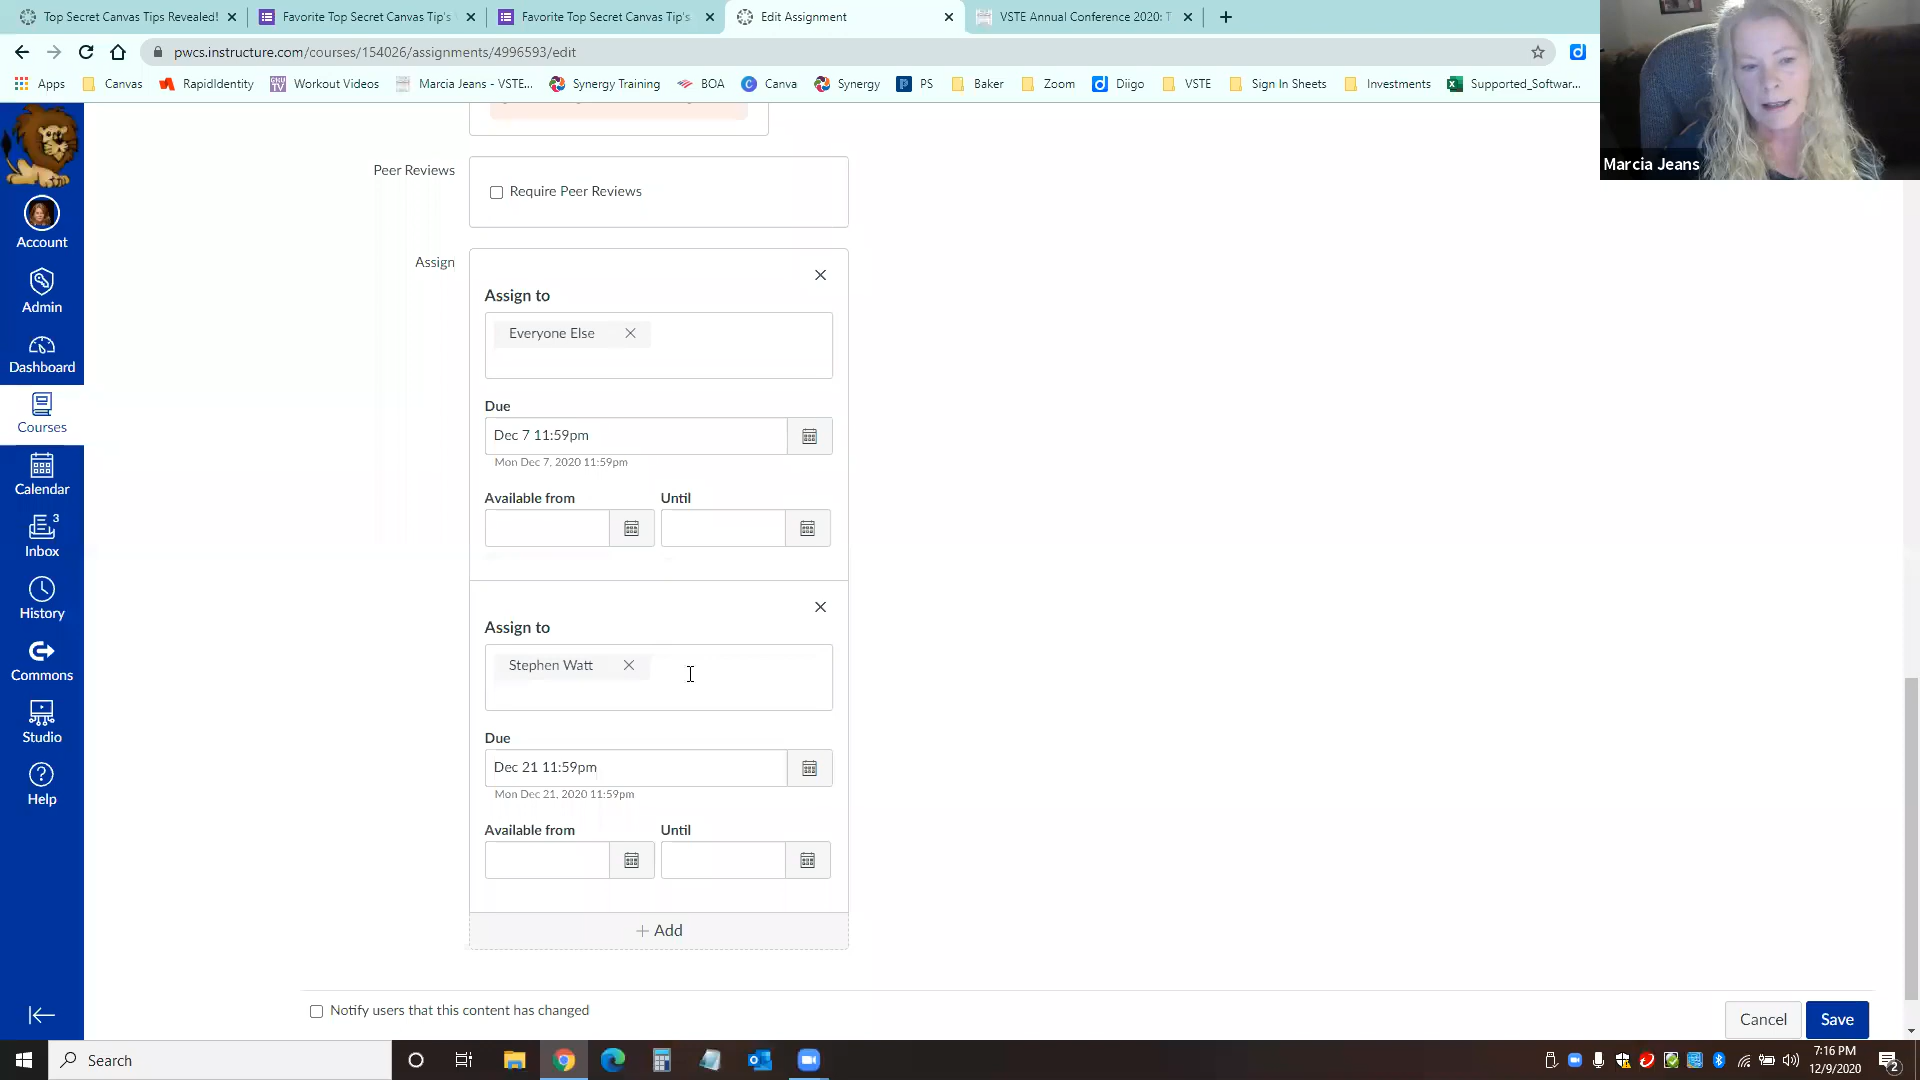 Top Secret Canvas Tips Revealed!
Favorite Top Secret Canvas Tip's
Favorite Top Secret Canvas Tip's
Edit Assignment
VSTE Annual Conference 2020: T
pwcs.instructure.com/courses/154026/assignments/4996593/edit
Apps Canvas RapidIdentity Workout Videos Marcia Jeans - VSTE... Synergy Training BOA Canva Synergy PS Baker Zoom Diigo VSTE Sign In Sheets Investments Supported_Softwar...
Marcia Jeans
Account
Admin
Dashboard
Courses
Calendar
3
Inbox
History
Commons
Studio
Help
Peer Reviews
Require Peer Reviews
Assign
Assign to
Everyone Else
Due
Dec 7 11:59pm
Mon Dec 7, 2020 11:59pm
Available from Until
Assign to
Stephen Watt
Due
Dec 21 11:59pm
Mon Dec 21, 2020 11:59pm
Available from Until
+ Add
Notify users that this content has changed
Cancel Save
Search
7:16 PM
12/9/2020
2